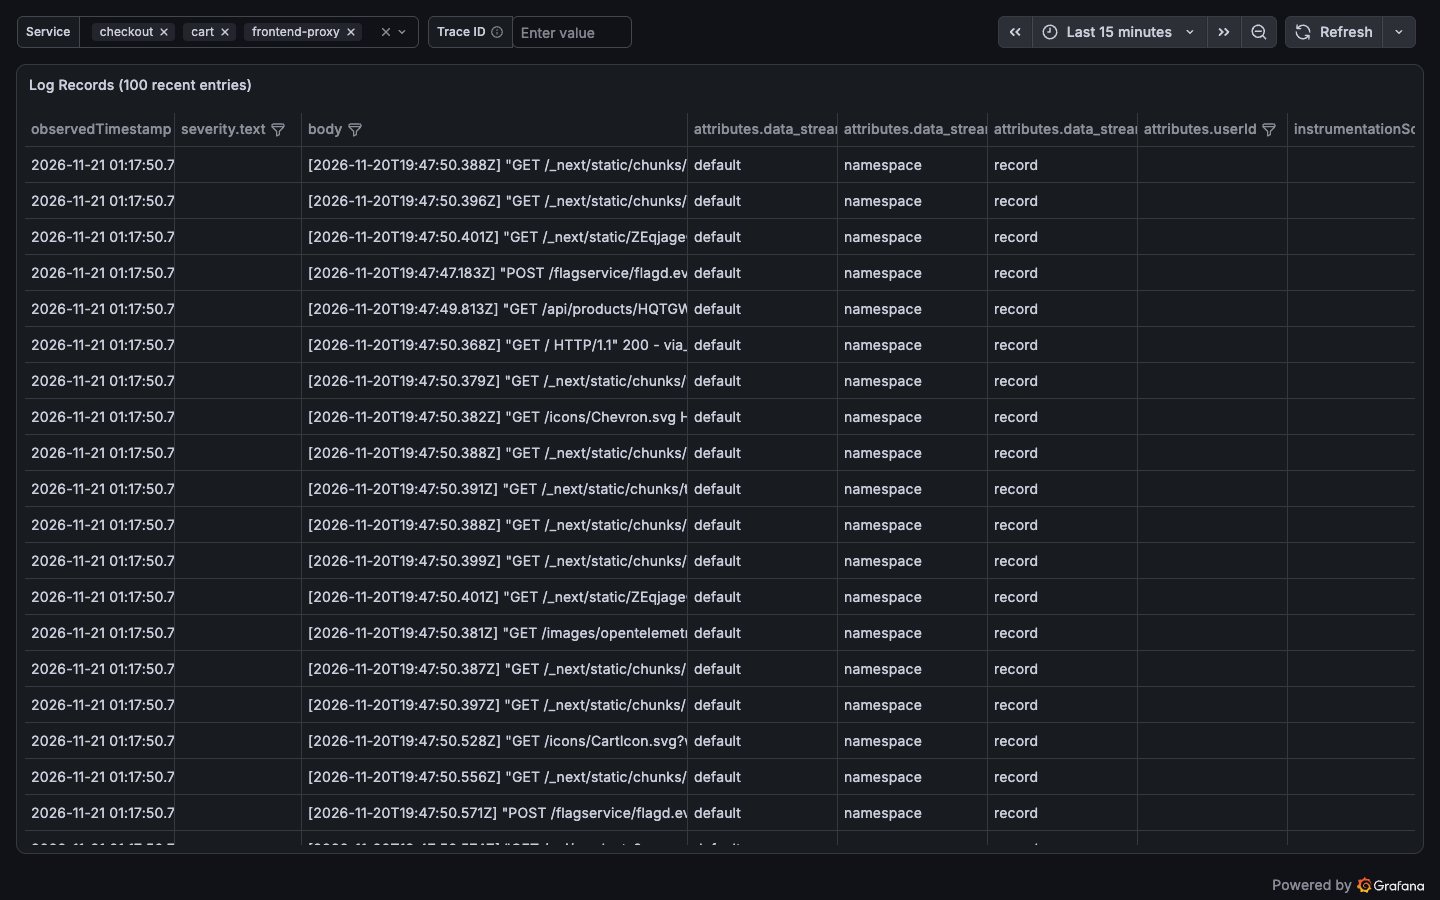 Service checkout cart frontend-proxy Trace ID Enter value Last 15 minutes Refresh
Log Records (100 recent entries)
observedTimestamp severity.text body attributes.data_strea attributes.data_strea attributes.data_strea attributes.userId instrumentationSc
2026-11-21 01:17:50.7 [2026-11-20T19:47:50.388Z] "GET /_next/static/chunks/ default namespace record
2026-11-21 01:17:50.7 [2026-11-20T19:47:50.396Z] "GET /_next/static/chunks/ default namespace record
2026-11-21 01:17:50.7 [2026-11-20T19:47:50.401Z] "GET /_next/static/ZEqjage default namespace record
2026-11-21 01:17:50.7 [2026-11-20T19:47:47.183Z] "POST /flagservice/flagd.ev default namespace record
2026-11-21 01:17:50.7 [2026-11-20T19:47:49.813Z] "GET /api/products/HQTGW default namespace record
2026-11-21 01:17:50.7 [2026-11-20T19:47:50.368Z] "GET / HTTP/1.1" 200 - via_ default namespace record
2026-11-21 01:17:50.7 [2026-11-20T19:47:50.379Z] "GET /_next/static/chunks/ default namespace record
2026-11-21 01:17:50.7 [2026-11-20T19:47:50.382Z] "GET /icons/Chevron.svg H default namespace record
2026-11-21 01:17:50.7 [2026-11-20T19:47:50.388Z] "GET /_next/static/chunks/ default namespace record
2026-11-21 01:17:50.7 [2026-11-20T19:47:50.391Z] "GET /_next/static/chunks/t default namespace record
2026-11-21 01:17:50.7 [2026-11-20T19:47:50.388Z] "GET /_next/static/chunks/ default namespace record
2026-11-21 01:17:50.7 [2026-11-20T19:47:50.399Z] "GET /_next/static/chunks/ default namespace record
2026-11-21 01:17:50.7 [2026-11-20T19:47:50.401Z] "GET /_next/static/ZEqjage default namespace record
2026-11-21 01:17:50.7 [2026-11-20T19:47:50.381Z] "GET /images/opentelemetr default namespace record
2026-11-21 01:17:50.7 [2026-11-20T19:47:50.387Z] "GET /_next/static/chunks/ default namespace record
2026-11-21 01:17:50.7 [2026-11-20T19:47:50.397Z] "GET /_next/static/chunks/ default namespace record
2026-11-21 01:17:50.7 [2026-11-20T19:47:50.528Z] "GET /icons/CartIcon.svg?v default namespace record
2026-11-21 01:17:50.7 [2026-11-20T19:47:50.556Z] "GET /_next/static/chunks/ default namespace record
2026-11-21 01:17:50.7 [2026-11-20T19:47:50.571Z] "POST /flagservice/flagd.ev default namespace record
Powered by Grafana